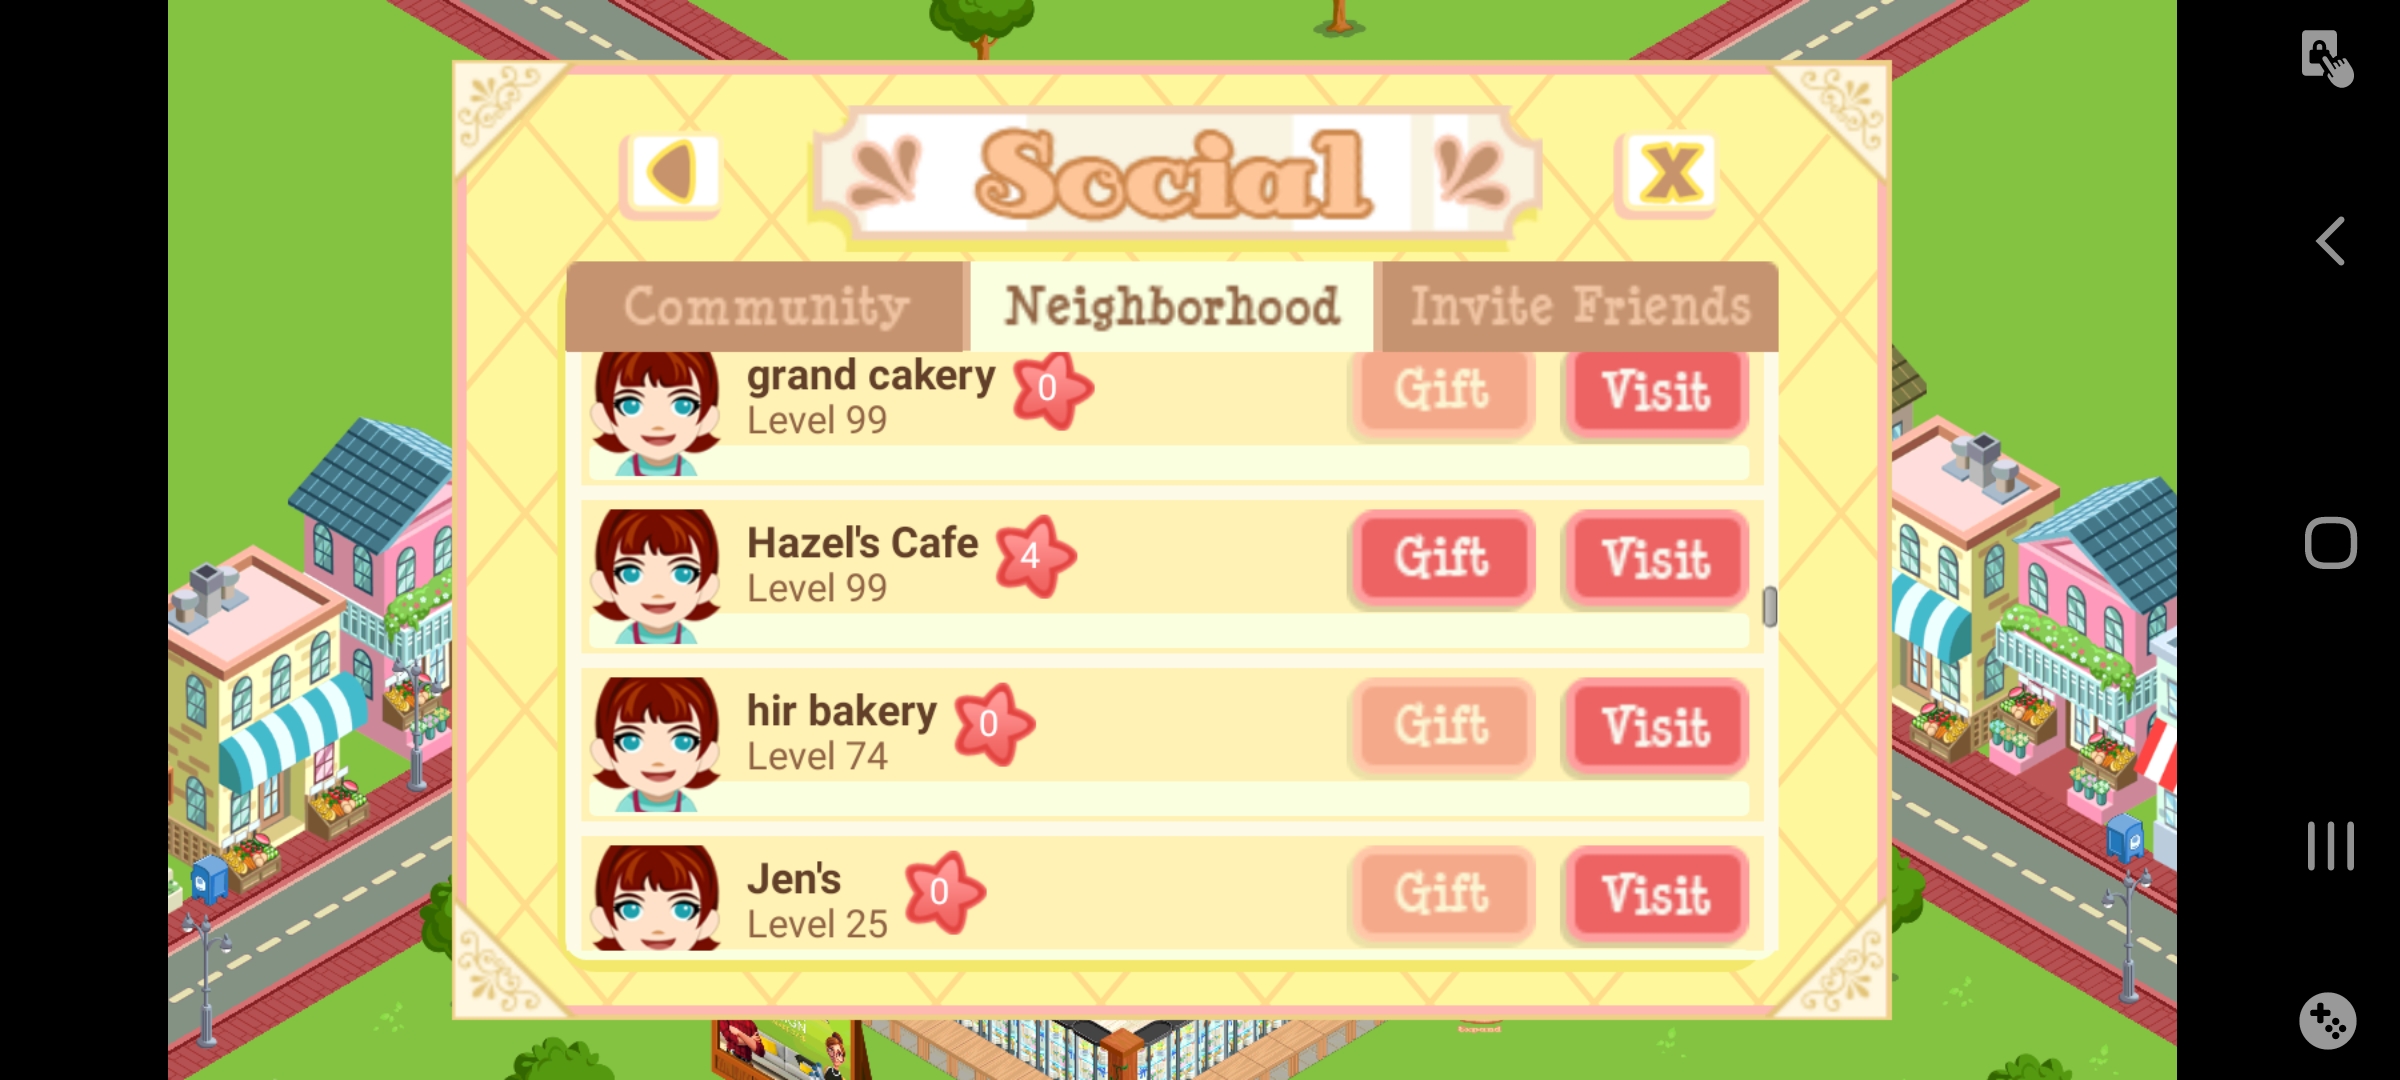 Social
X
Community Neighborhood Invite Friends
grand cakery 0 Gift Visit
Level 99
Hazel's Cafe 4 Gift Visit
Level 99
hir bakery 0 Gift Visit
Level 74
Jen's 0 Gift Visit
Level 25
Expand